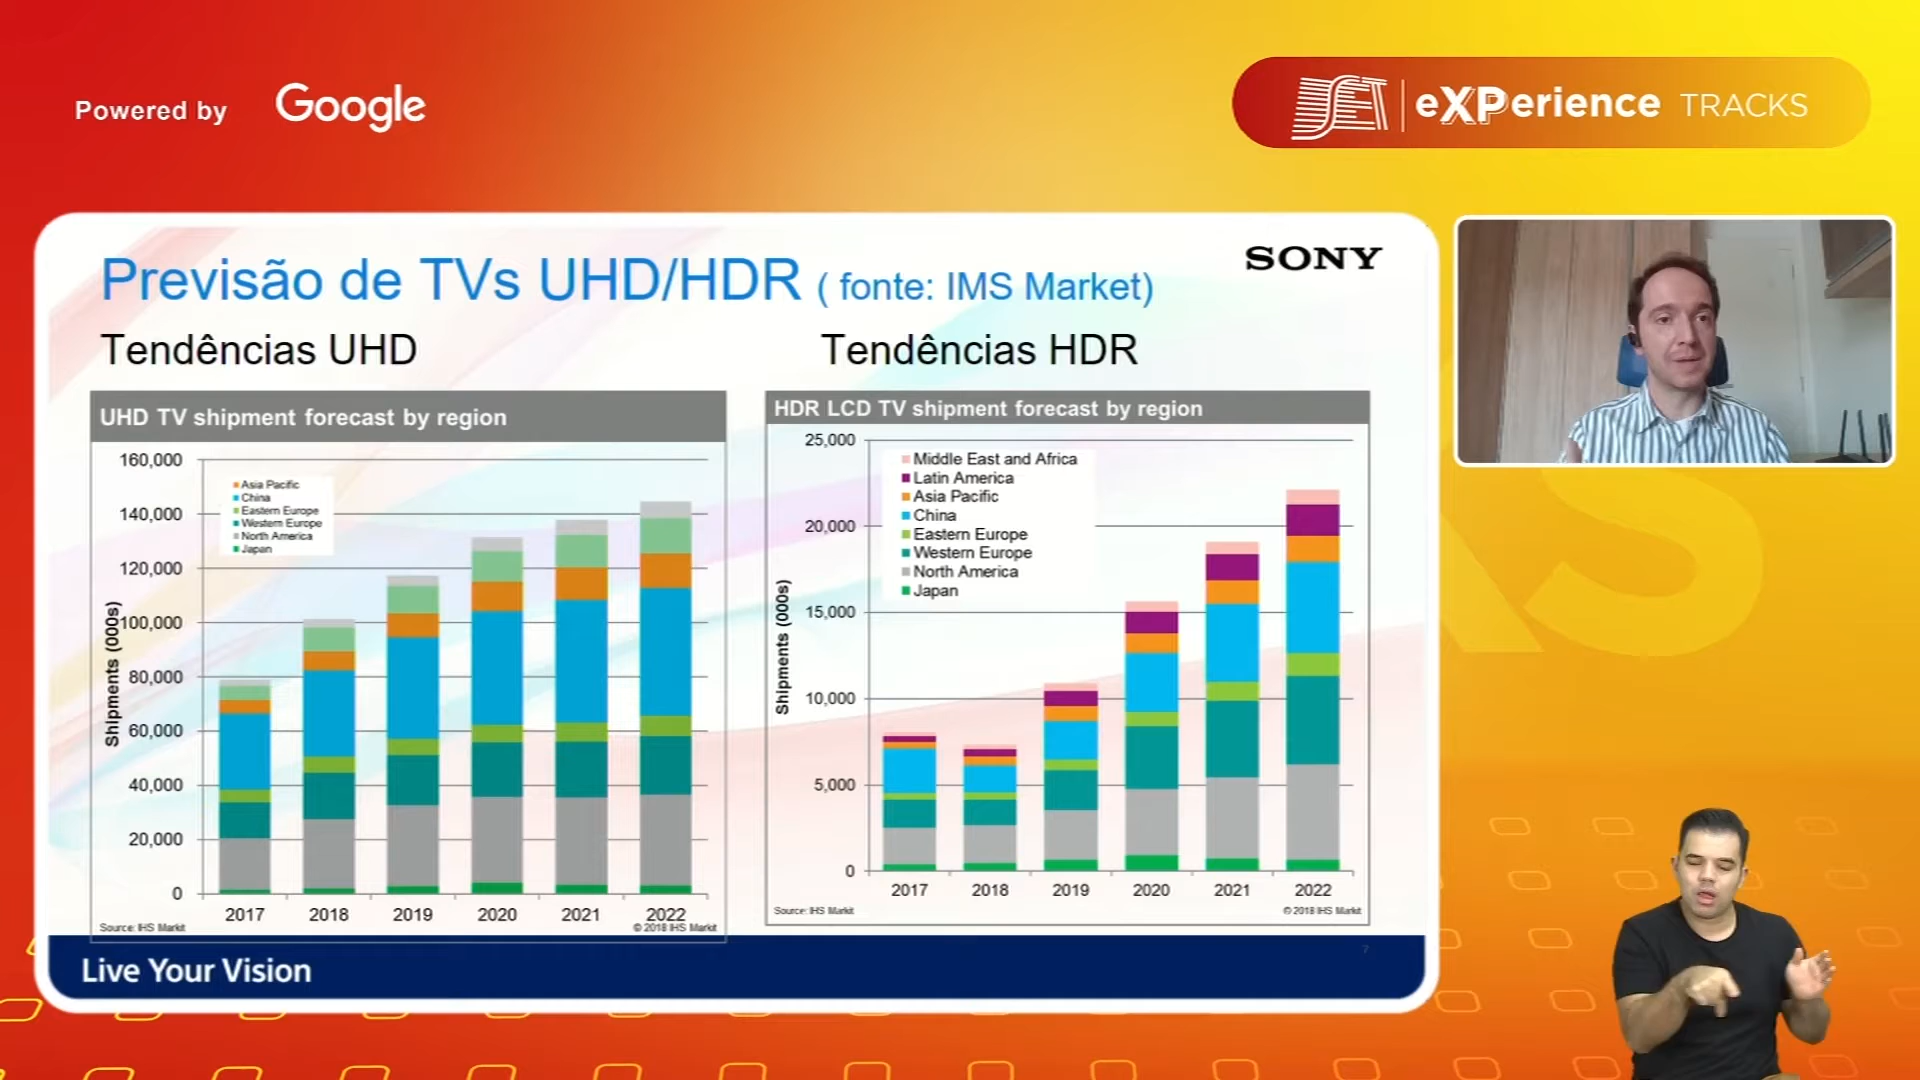 Powered by Google
SET eXPerience TRACKS
SONY
Previsão de TVs UHD/HDR ( fonte: IMS Market)
Tendências UHD
Tendências HDR
UHD TV shipment forecast by region
Shipments (000s)
160,000
140,000
120,000
100,000
80,000
60,000
40,000
20,000
0
Asia Pacific
China
Eastern Europe
Western Europe
North America
Japan
2017 2018 2019 2020 2021 2022
Source: IHS Markit
© 2018 IHS Markit
HDR LCD TV shipment forecast by region
Shipments (000s)
25,000
20,000
15,000
10,000
5,000
0
Middle East and Africa
Latin America
Asia Pacific
China
Eastern Europe
Western Europe
North America
Japan
2017 2018 2019 2020 2021 2022
Source: IHS Markit
© 2018 IHS Markit
7
Live Your Vision